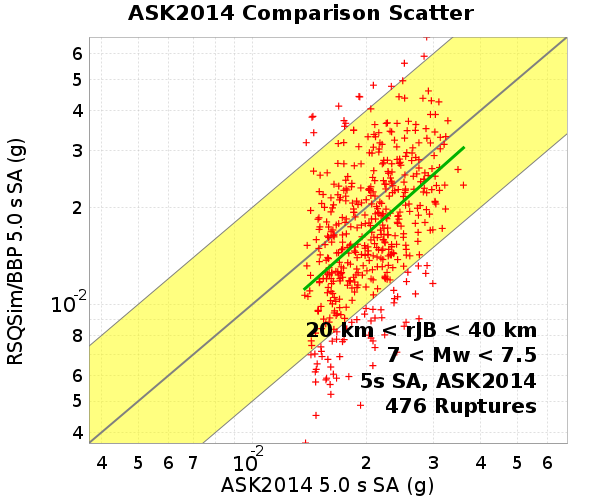 ASK2014 Comparison Scatter
RSQSim/BBP 5.0 s SA (g)
6
5
4
3
2
10-2
8
6
5
4
20 km < rJB < 40 km
7 < Mw < 7.5
5s SA, ASK2014
476 Ruptures
4 5 6 7 10-2 2 3 4 5 6
ASK2014 5.0 s SA (g)